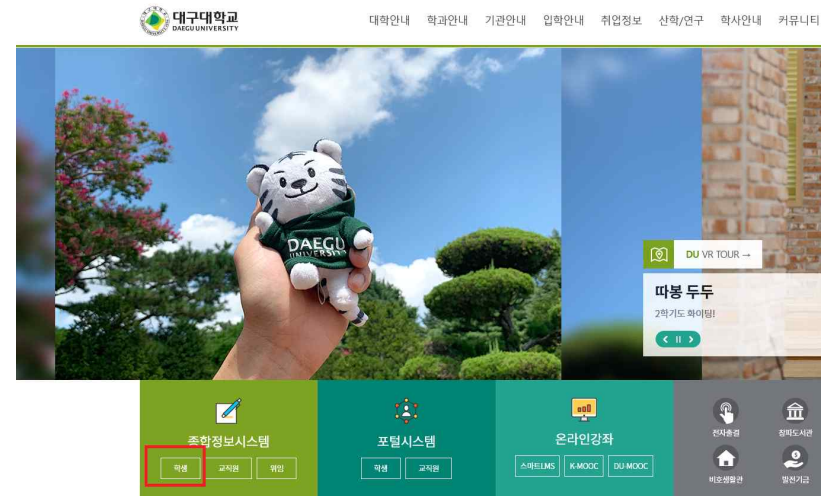 대구대학교
DAEGU UNIVERSITY
대학안내 학과안내 기관안내 입학안내 취업정보 산학/연구 학사안내 커뮤니티
DAEGU
UNIVERSITY
DU VR TOUR →
따봉 두두
2학기도 화이팅!
종합정보시스템
학생 교직원 위임
포털시스템
학생 교직원
온라인강좌
스마트LMS K-MOOC DU-MOOC
전자출결 창파도서관
비호생활관 발전기금